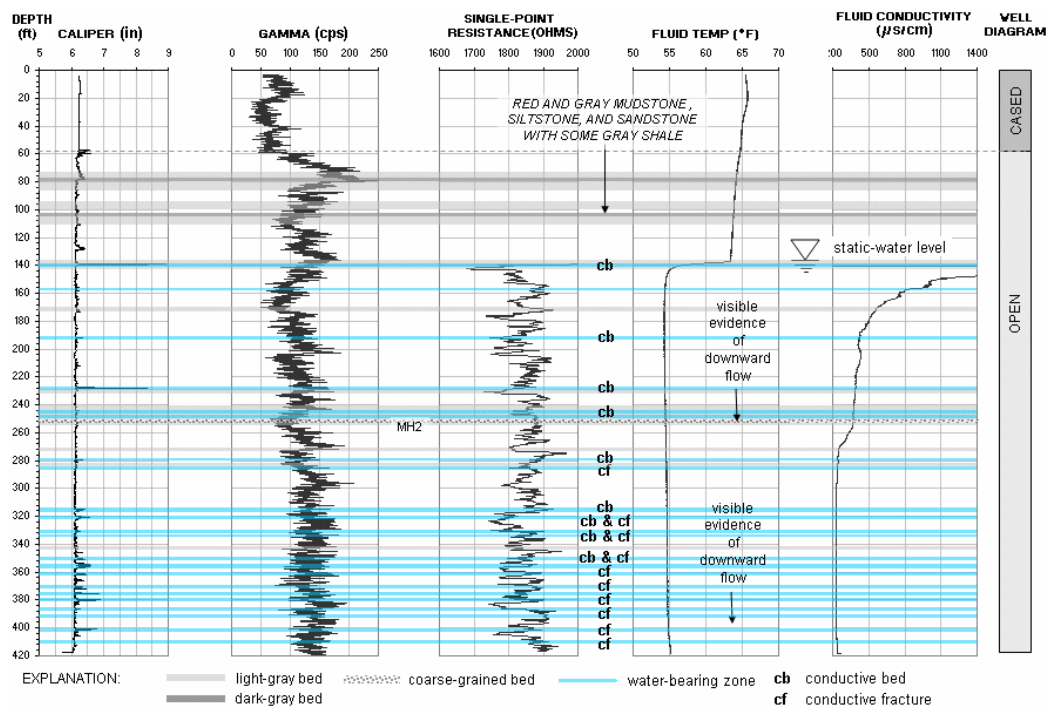 DEPTH
(ft)
CALIPER (in)
GAMMA (cps)
SINGLE-POINT
RESISTANCE(OHMS)
FLUID TEMP (°F)
FLUID CONDUCTIVITY
(µs/cm)
WELL
DIAGRAM
5 6 7 8 9
0 50 100 150 200 250
1600 1700 1800 1900 2000
50 55 60 65 70
200 500 800 1100 1400
0
20
40
60
80
100
120
140
160
180
200
220
240
260
280
300
320
340
360
380
400
420
RED AND GRAY MUDSTONE,
SILTSTONE, AND SANDSTONE
WITH SOME GRAY SHALE
CASED
OPEN
static-water level
cb
visible
evidence
of
downward
flow
cb
cb
cb
MH2
cb
cf
cb
cb & cf
cb & cf
cb & cf
cf
cf
cf
cf
cf
cf
visible
evidence
of
downward
flow
EXPLANATION:
light-gray bed
coarse-grained bed
water-bearing zone
cb conductive bed
dark-gray bed
cf conductive fracture